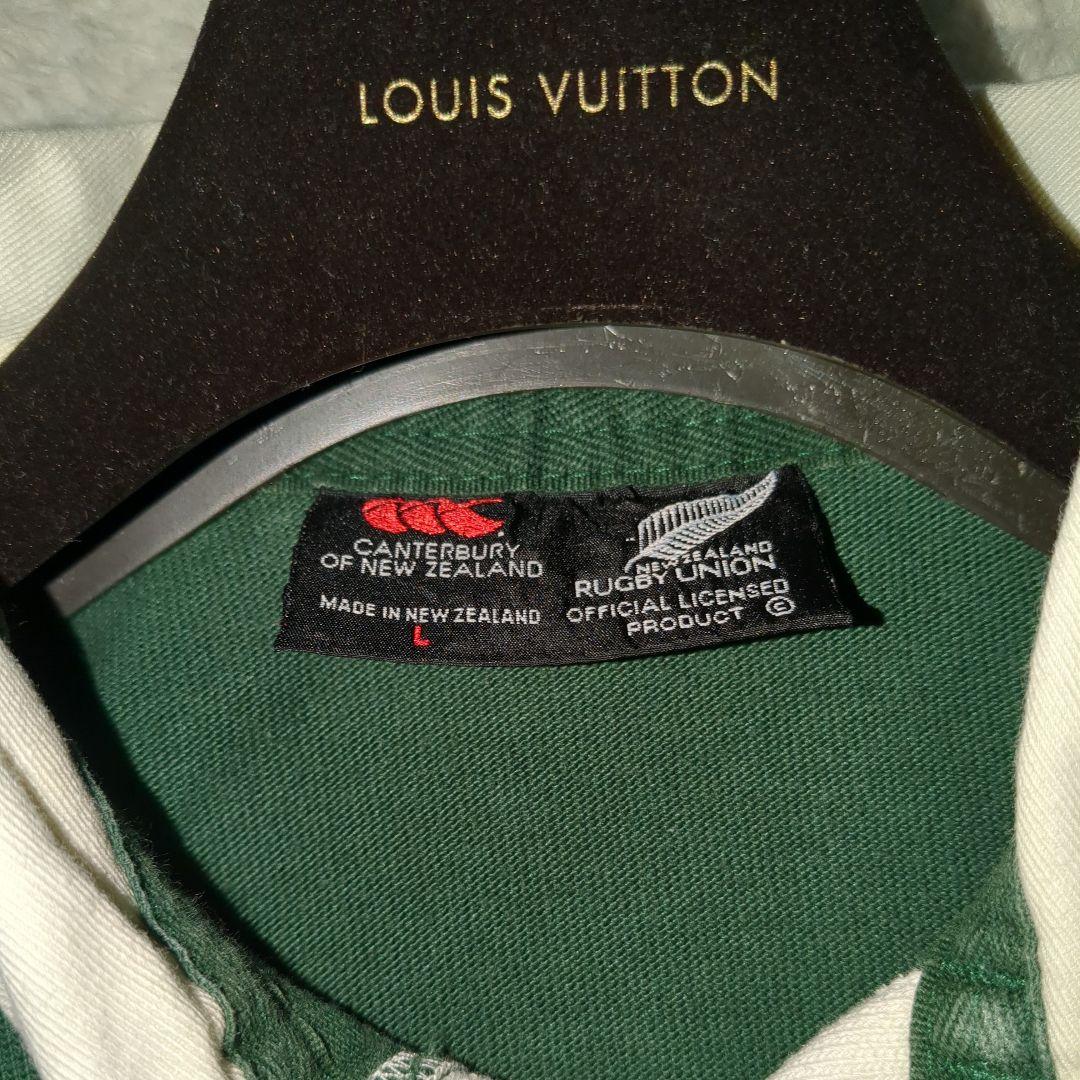 LOUIS VUITTON
CANTERBURY
OF NEW ZEALAND
MADE IN NEW ZEALAND
L
NEW ZEALAND
RUGBY UNION
OFFICIAL LICENSED
PRODUCT ©